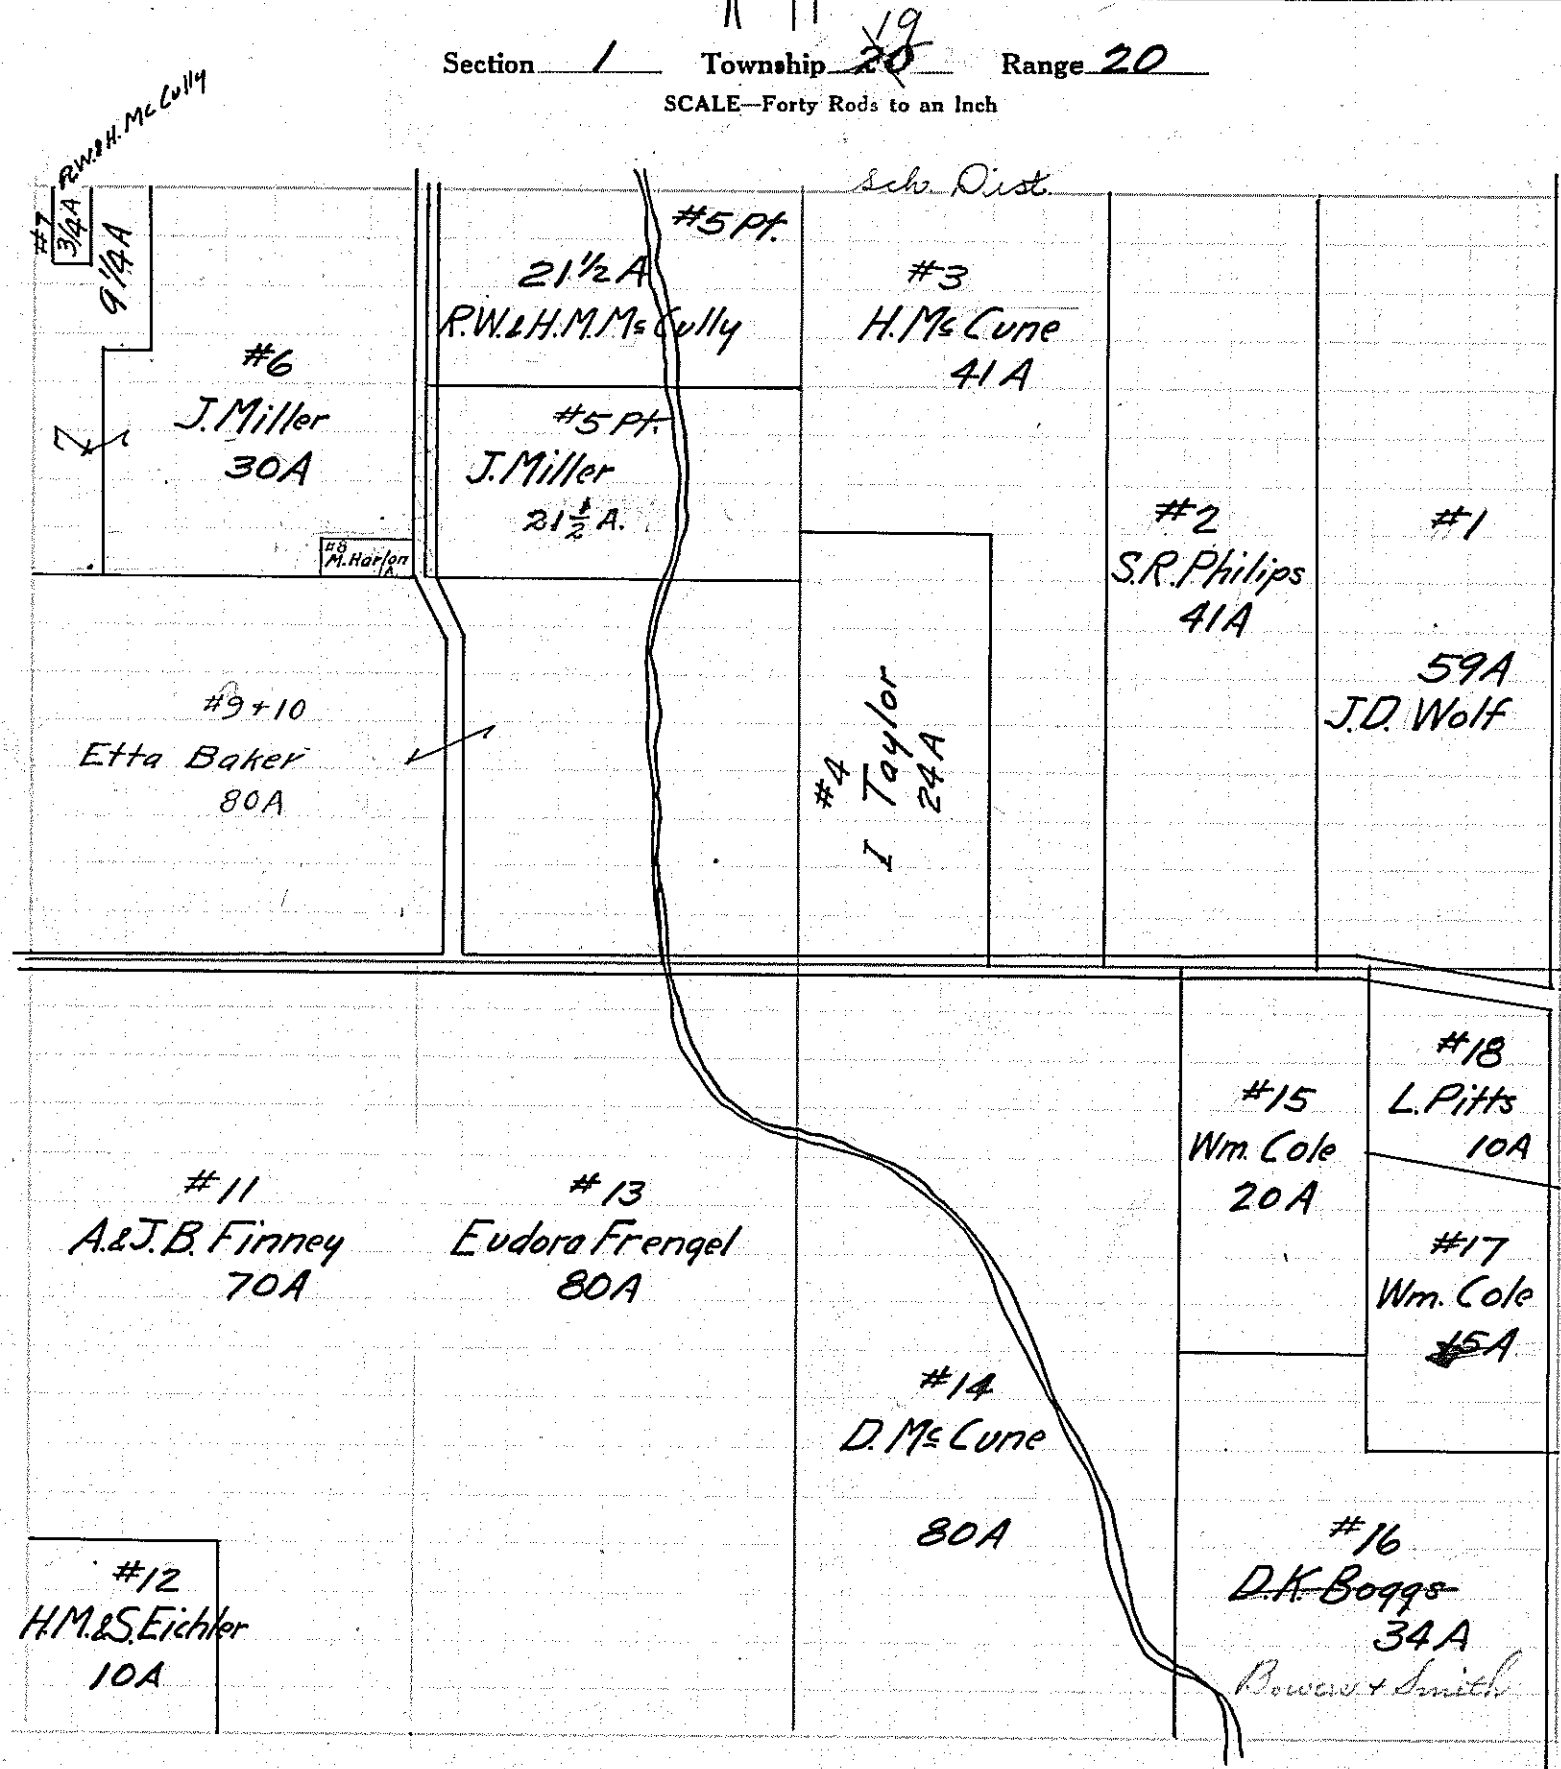 Section 1 Township 20 19 Range 20
SCALE—Forty Rods to an Inch
R.W.&H. McCully
#7
3/4A
9 1/4A
7
#6
J. Miller
30A
#8
M. Harlon
#5 Pt.
21 1/2 A
R.W.&H.M. McCully
#5 Pt.
J. Miller
21 1/2 A.
Sch. Dist.
#3
H. McCune
41A
#2
S.R. Philips
41A
#1
59A
J.D. Wolf
#9+10
Etta Baker
80A
#4
I Taylor
24A
#11
A.&J.B. Finney
70A
#13
Eudora Frengel
80A
#14
D. McCune
80A
#15
Wm. Cole
20A
#18
L. Pitts
10A
#17
Wm. Cole
15A
#12
H.M.&S. Eichler
10A
#16
D.K. Boggs
34A
Bowers + Smith